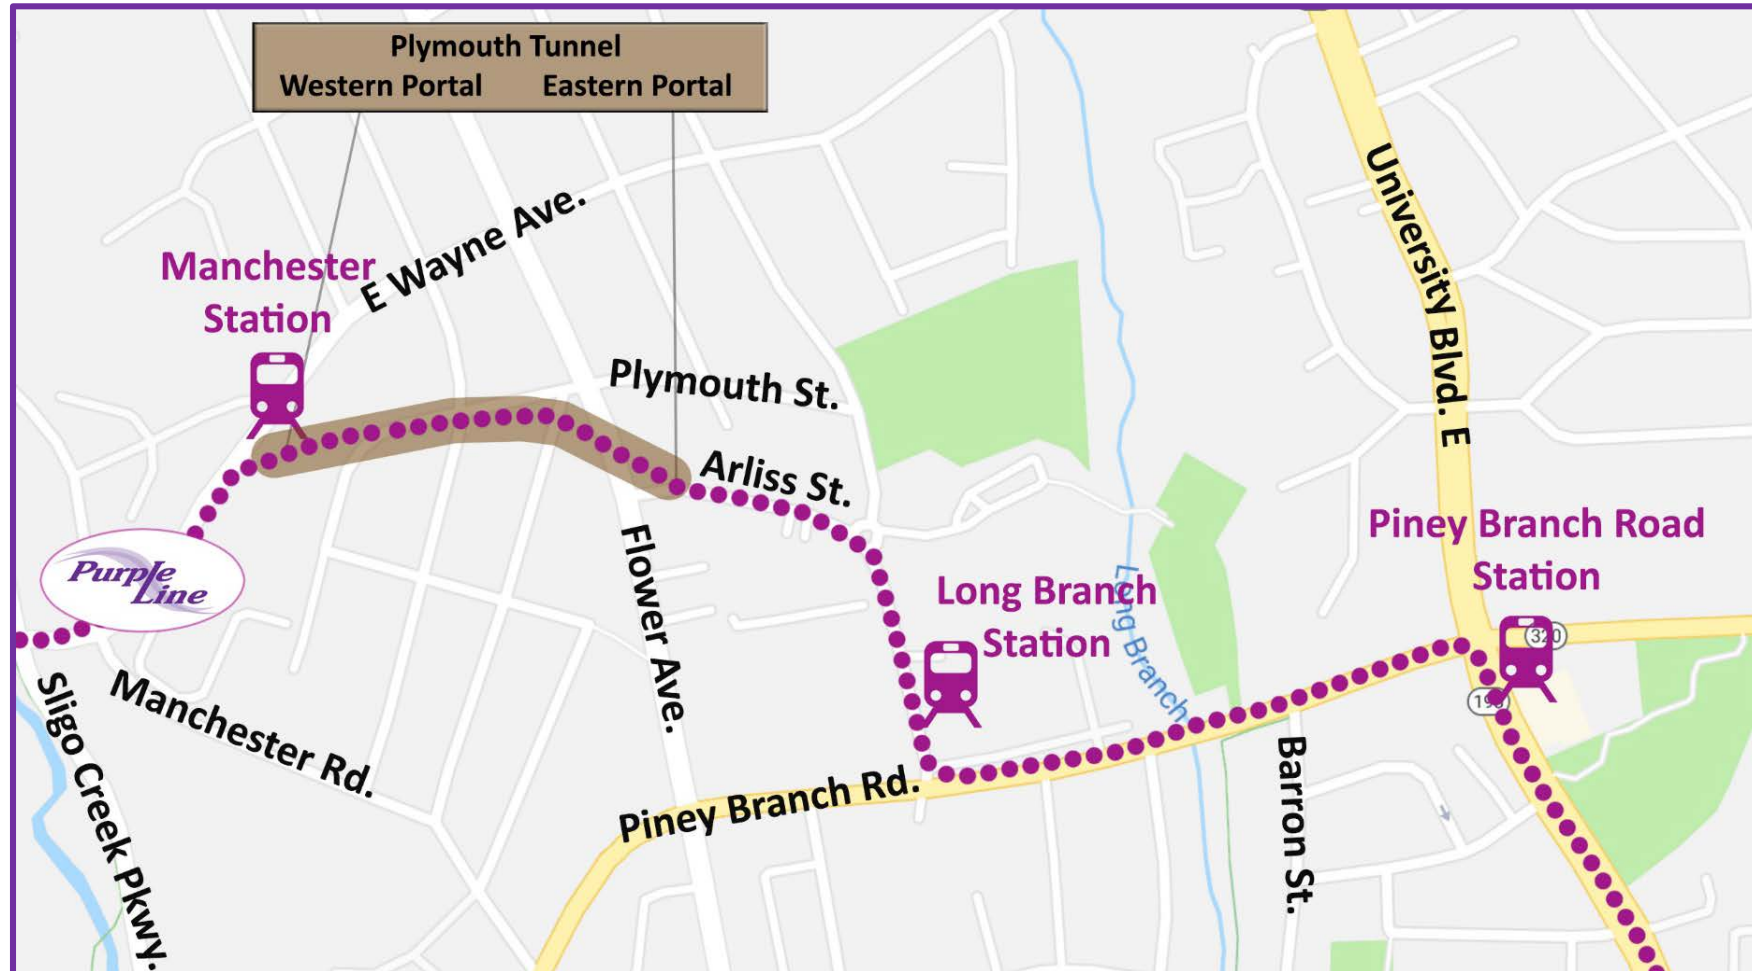 Plymouth Tunnel
Western Portal Eastern Portal
E Wayne Ave.
University Blvd. E
Manchester
Station
Plymouth St.
Arliss St.
Piney Branch Road
Station
Purple
Line
Flower Ave.
Long Branch
Station
Long Branch
320
Sligo Creek Pkwy.
Manchester Rd.
Piney Branch Rd.
Barron St.